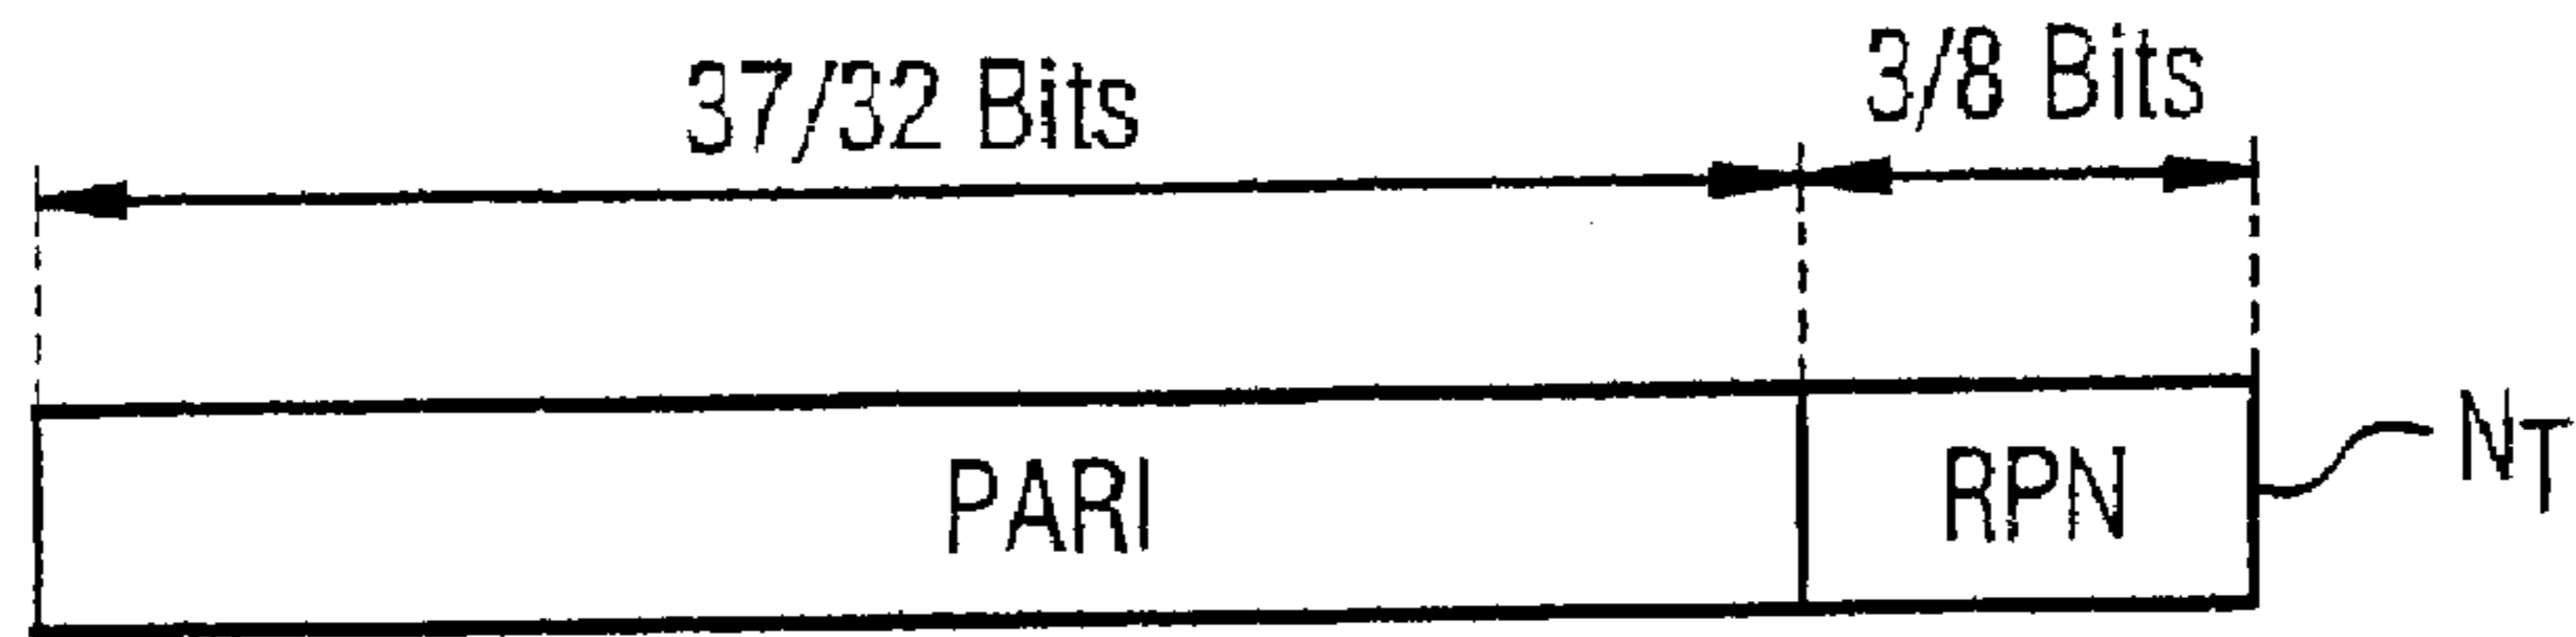 37/32 Bits
3/8 Bits
PARI
RPN
NT